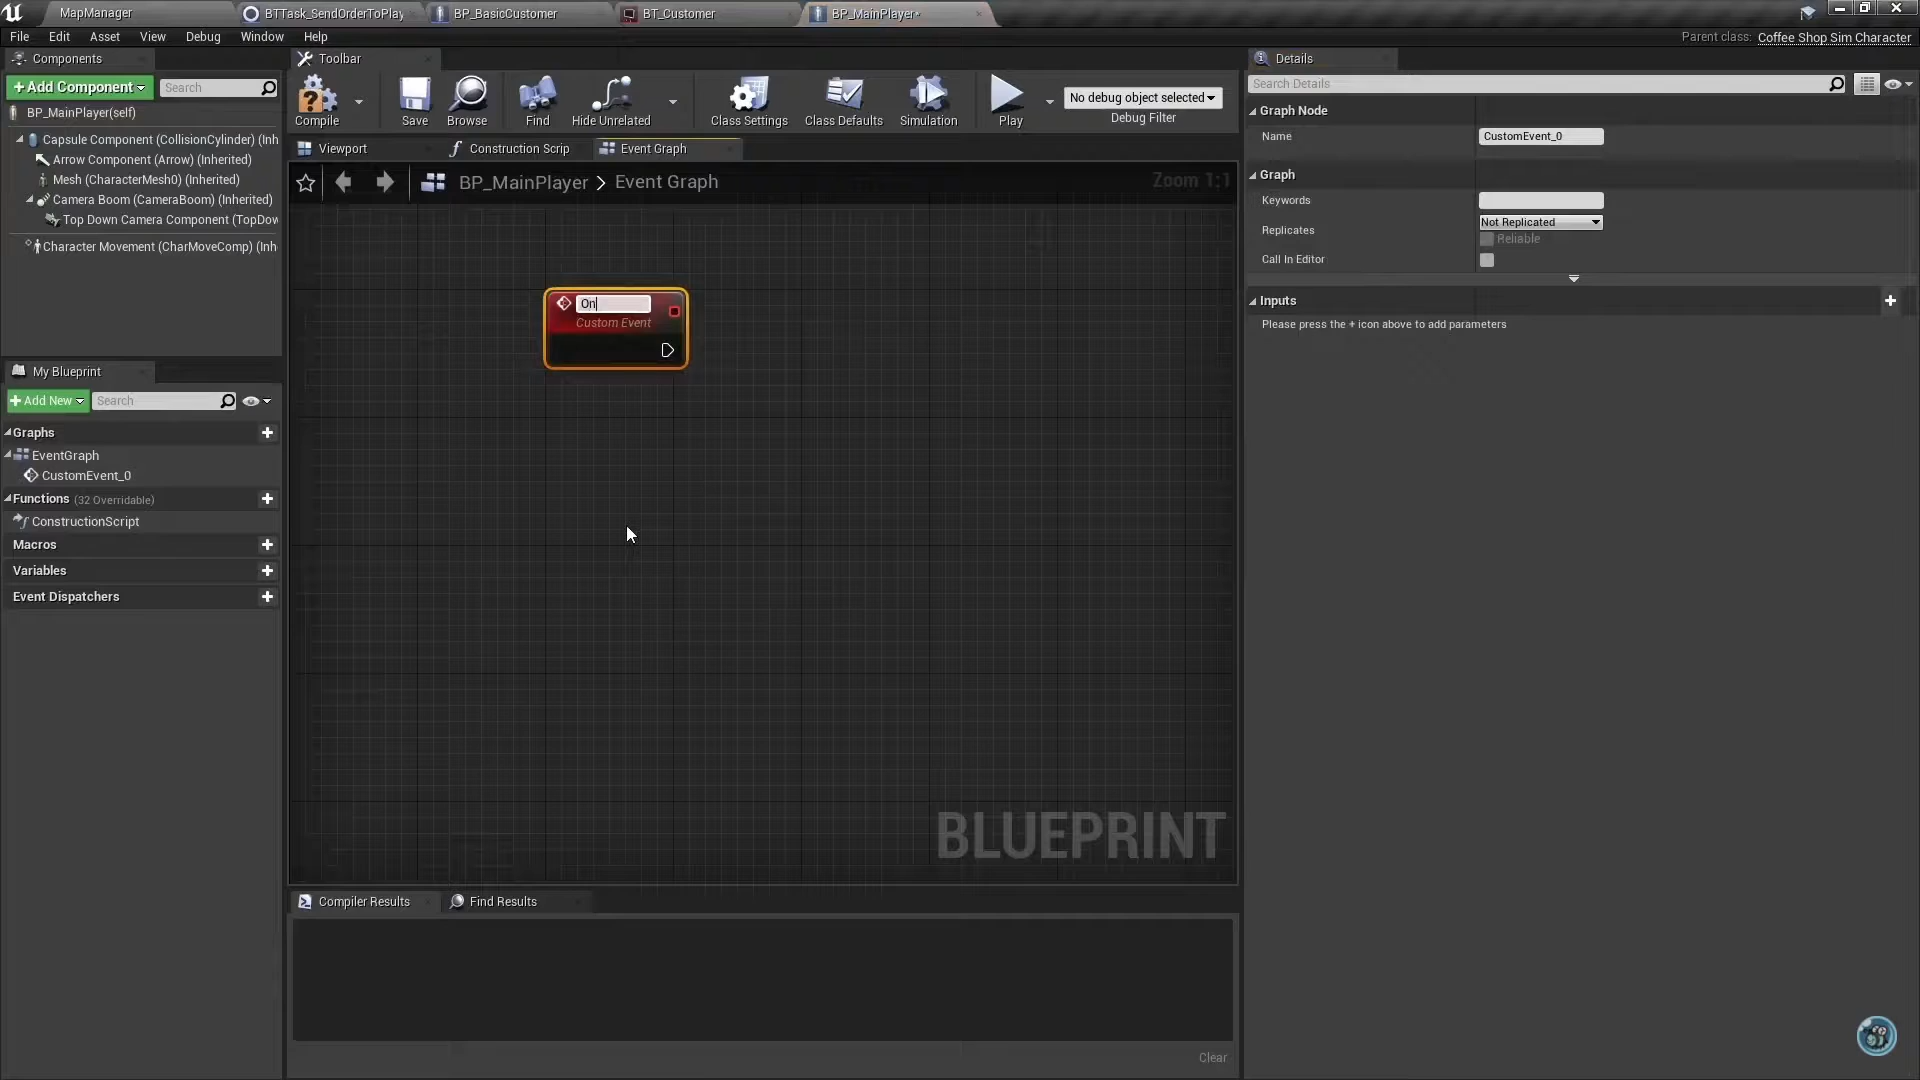 MapManager
BTTask_SendOrderToPlay
BP_BasicCustomer
BT_Customer
BP_MainPlayer*
File Edit Asset View Debug Window Help
Parent class: Coffee Shop Sim Character
Components
+Add Component
Search
BP_MainPlayer(self)
Capsule Component (CollisionCylinder) (Inh
Arrow Component (Arrow) (Inherited)
Mesh (CharacterMesh0) (Inherited)
Camera Boom (CameraBoom) (Inherited)
Top Down Camera Component (TopDow
Character Movement (CharMoveComp) (Inh
My Blueprint
+Add New
Search
Graphs
EventGraph
CustomEvent_0
Functions (32 Overridable)
ConstructionScript
Macros
Variables
Event Dispatchers
Toolbar
Compile
Save
Browse
Find
Hide Unrelated
Class Settings
Class Defaults
Simulation
Play
No debug object selected
Debug Filter
Viewport
Construction Scrip
Event Graph
BP_MainPlayer > Event Graph
Zoom 1:1
On
Custom Event
BLUEPRINT
Compiler Results
Find Results
Clear
Details
Search Details
Graph Node
Name
CustomEvent_0
Graph
Keywords
Replicates
Not Replicated
Reliable
Call In Editor
Inputs
Please press the + icon above to add parameters